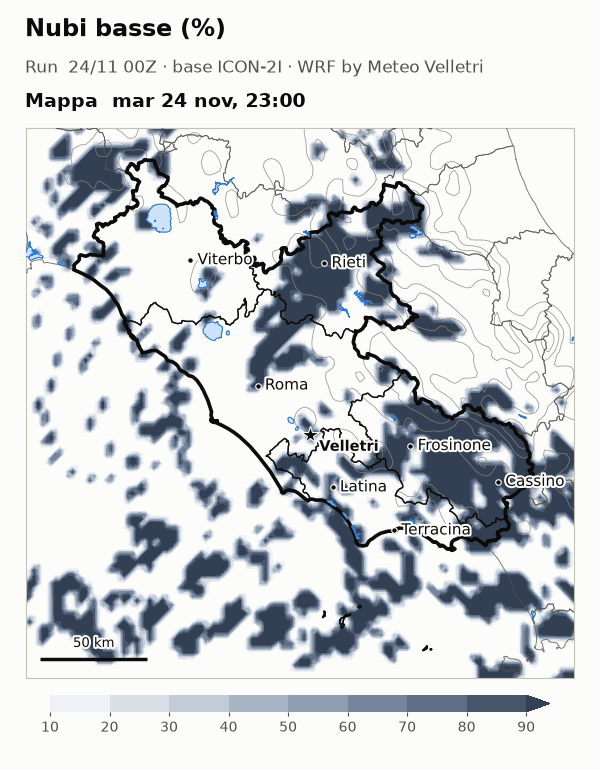 Nubi basse (%)
Run  24/11 00Z · base ICON-2I · WRF by Meteo Velletri
Mappa  mar 24 nov, 23:00
Viterbo
Rieti
Roma
Velletri
Frosinone
Cassino
Latina
Terracina
50 km
10 20 30 40 50 60 70 80 90